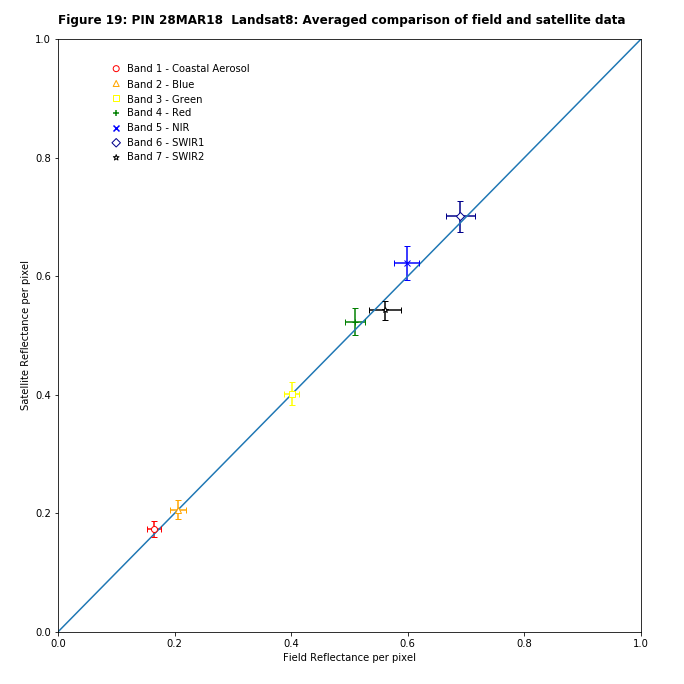 Figure 19: PIN 28MAR18  Landsat8: Averaged comparison of field and satellite data
1.0
Band 1 - Coastal Aerosol
Band 2 - Blue
Band 3 - Green
Band 4 - Red
Band 5 - NIR
Band 6 - SWIR1
Band 7 - SWIR2
0.8
0.6
0.4
0.2
0.0
Satellite Reflectance per pixel
0.0 0.2 0.4 0.6 0.8 1.0
Field Reflectance per pixel